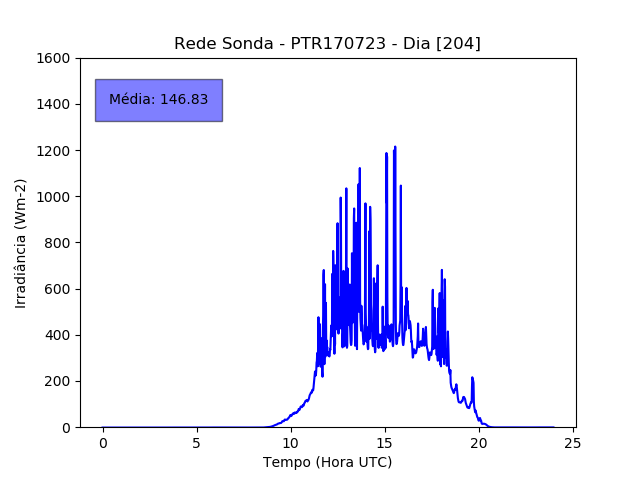 Rede Sonda - PTR170723 - Dia [204]
Média: 146.83
Irradiância (Wm-2)
1600
1400
1200
1000
800
600
400
200
0
0 5 10 15 20 25
Tempo (Hora UTC)